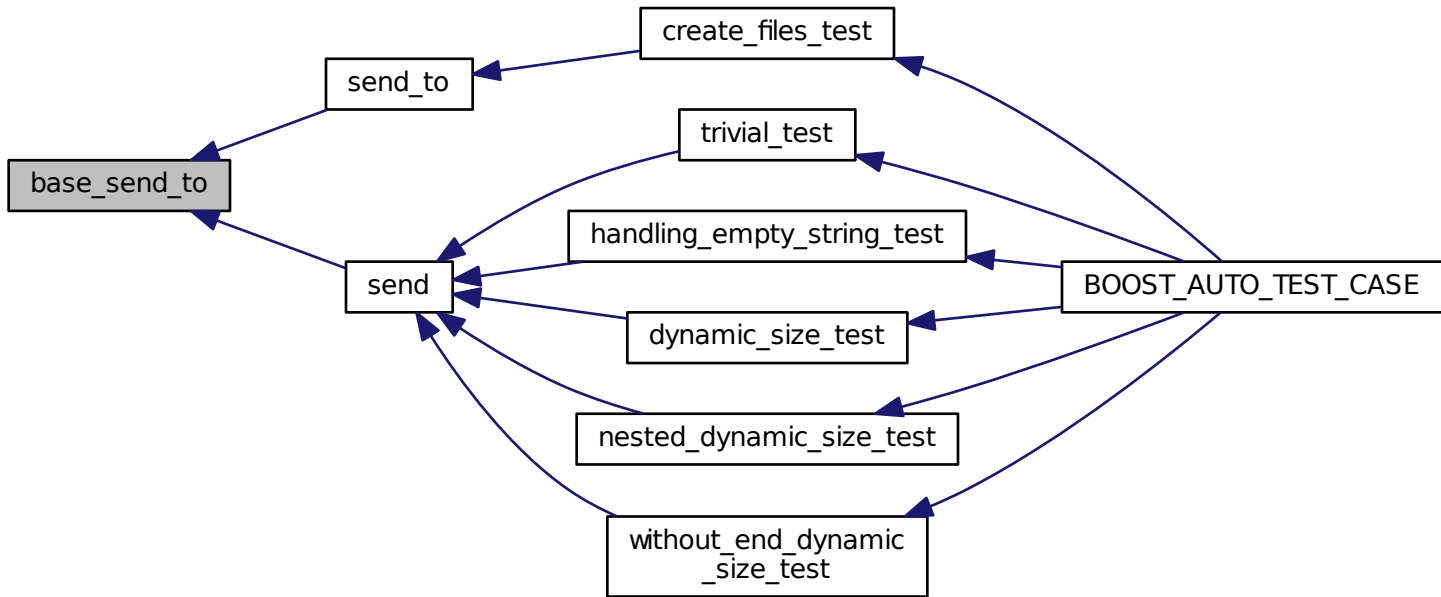 create_files_test
send_to
trivial_test
base_send_to
handling_empty_string_test
send
BOOST_AUTO_TEST_CASE
dynamic_size_test
nested_dynamic_size_test
without_end_dynamic
_size_test